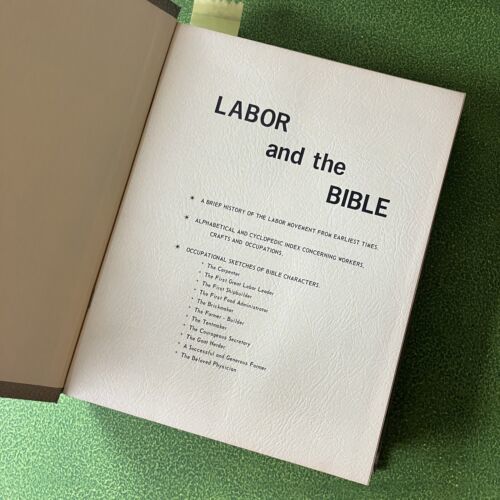 LABOR
and the
BIBLE
* A BRIEF HISTORY OF THE LABOR MOVEMENT FROM EARLIEST TIMES.
* ALPHABETICAL AND CYCLOPEDIC INDEX CONCERNING WORKERS,
CRAFTS AND OCCUPATIONS.
* OCCUPATIONAL SKETCHES OF BIBLE CHARACTERS.
* The Carpenter
* The First Great Labor Leader
* The First Shipbuilder
* The First Food Administrator
* The Brickmaker
* The Farmer - Builder
* The Tentmaker
* The Courageous Secretary
* The Goat Herder
* A Successful and Generous Farmer
* The Beloved Physician